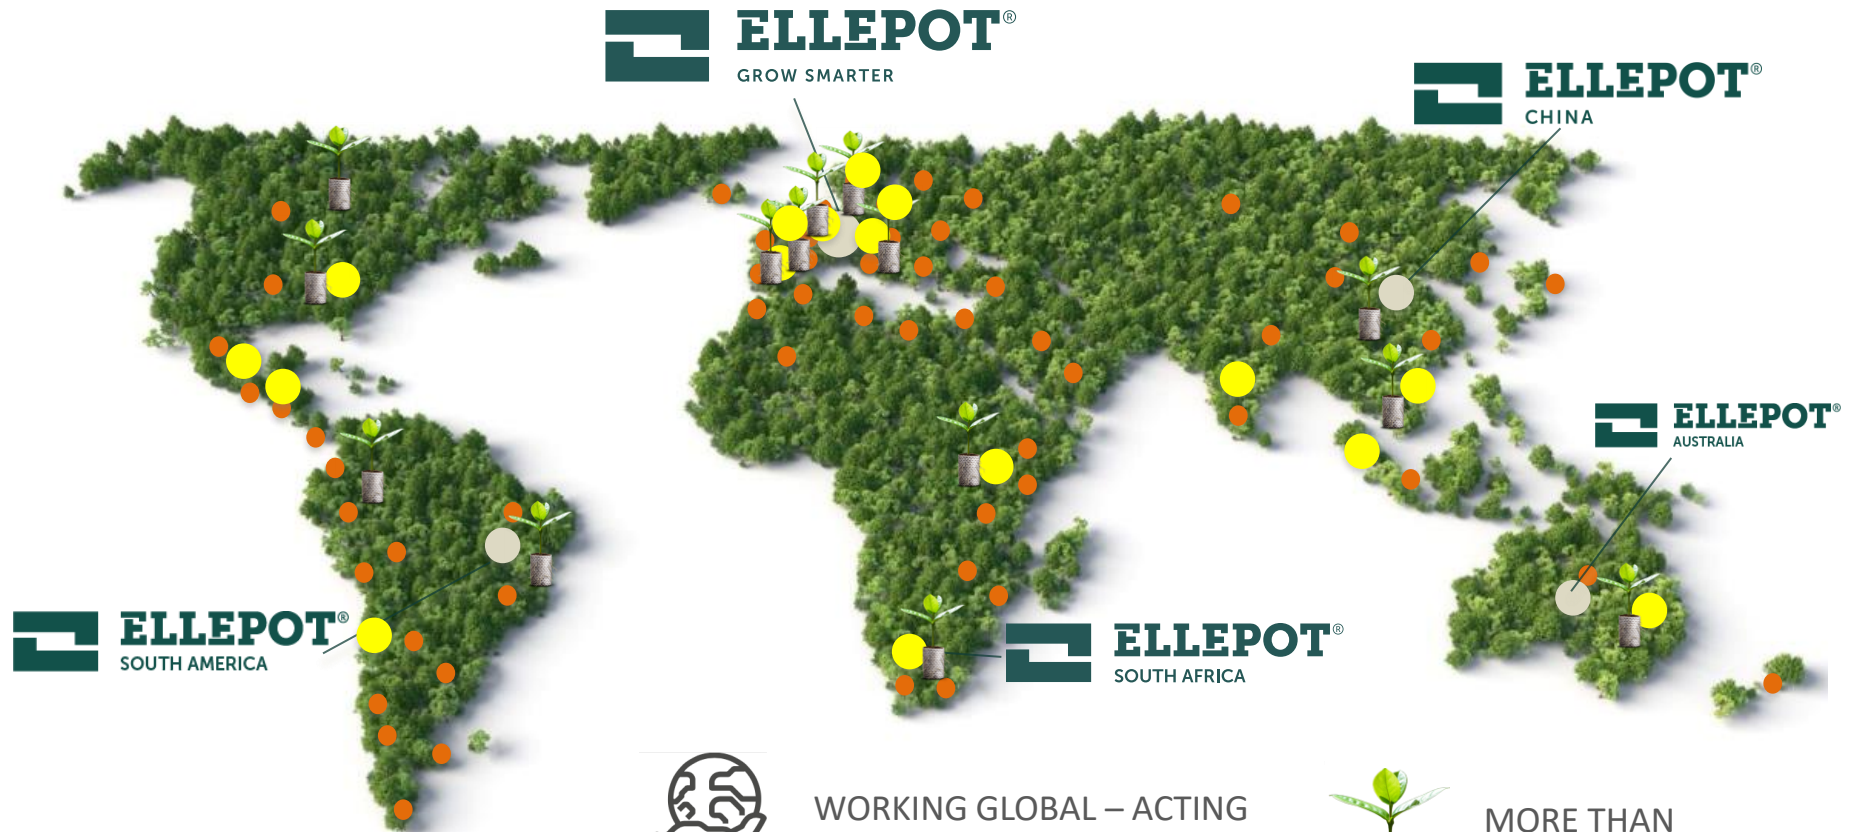 ELLEPOT®
GROW SMARTER
ELLEPOT®
CHINA
ELLEPOT®
AUSTRALIA
ELLEPOT®
SOUTH AMERICA
ELLEPOT®
SOUTH AFRICA
WORKING GLOBAL – ACTING
MORE THAN